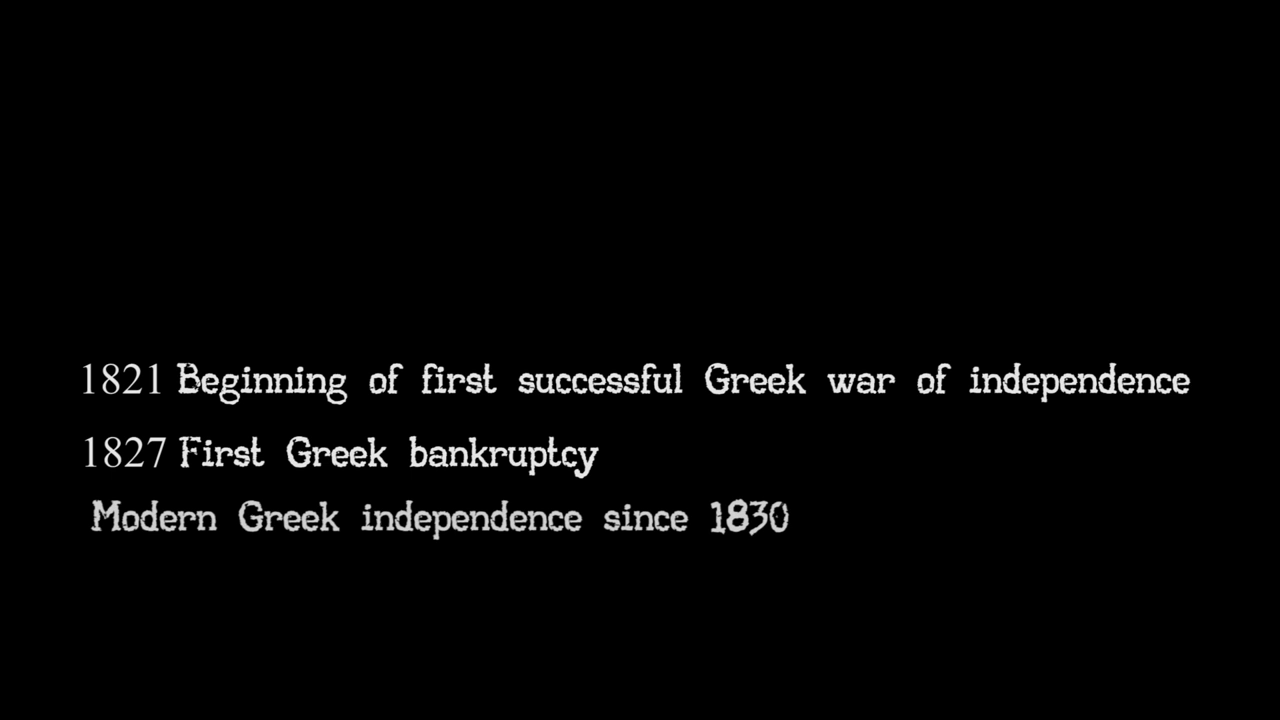 1821 Beginning of first successful Greek war of independence
1827 First Greek bankruptcy
Modern Greek independence since 1830